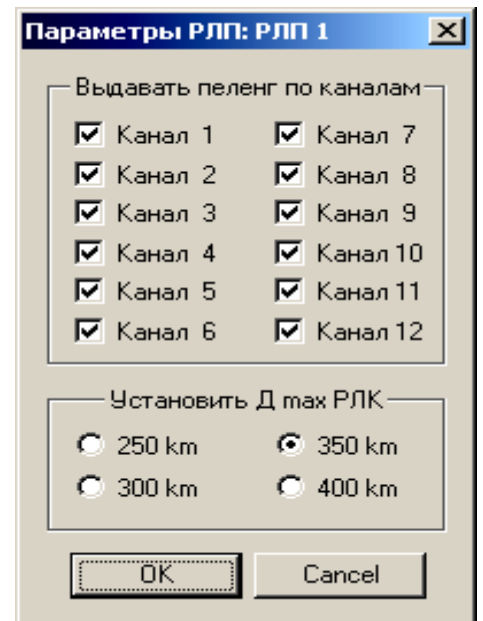 Параметры РЛП: РЛП 1
Выдавать пеленг по каналам
Канал 1
Канал 2
Канал 3
Канал 4
Канал 5
Канал 6
Канал 7
Канал 8
Канал 9
Канал 10
Канал 11
Канал 12
Установить Д max РЛК
250 km
300 km
350 km
400 km
OK
Cancel